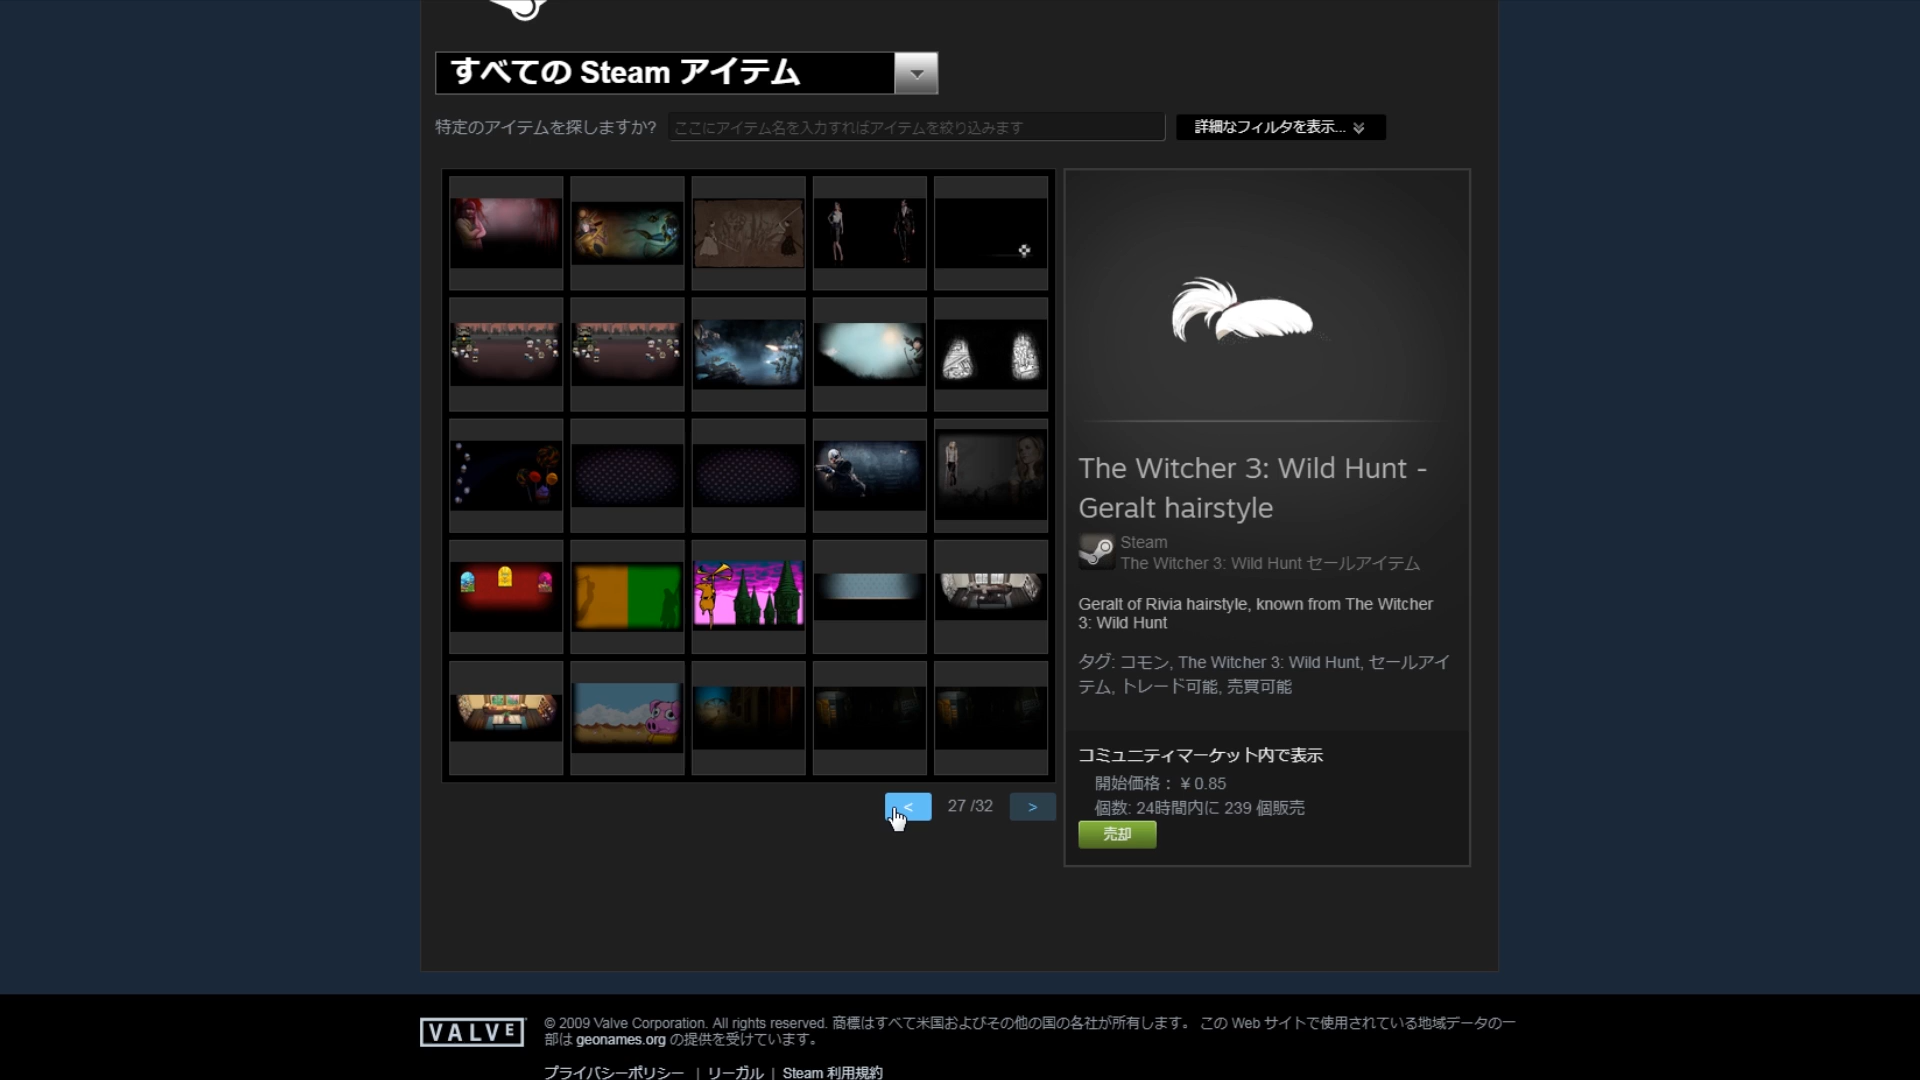 すべての Steam アイテム
特定のアイテムを探しますか?
ここにアイテム名を入力すればアイテムを絞り込みます
詳細なフィルタを表示...
The Witcher 3: Wild Hunt -
Geralt hairstyle
Steam
The Witcher 3: Wild Hunt セールアイテム
Geralt of Rivia hairstyle, known from The Witcher
3: Wild Hunt
タグ: コモン, The Witcher 3: Wild Hunt, セールアイ
テム, トレード可能, 売買可能
コミュニティマーケット内で表示
開始価格： ¥ 0.85
個数: 24時間内に 239 個販売
売却
< 27 /32 >
VALVE
© 2009 Valve Corporation. All rights reserved. 商標はすべて米国およびその他の国の各社が所有します。 この Web サイトで使用されている地域データの一
部は geonames.org の提供を受けています。
プライバシーポリシー | リーガル | Steam 利用規約